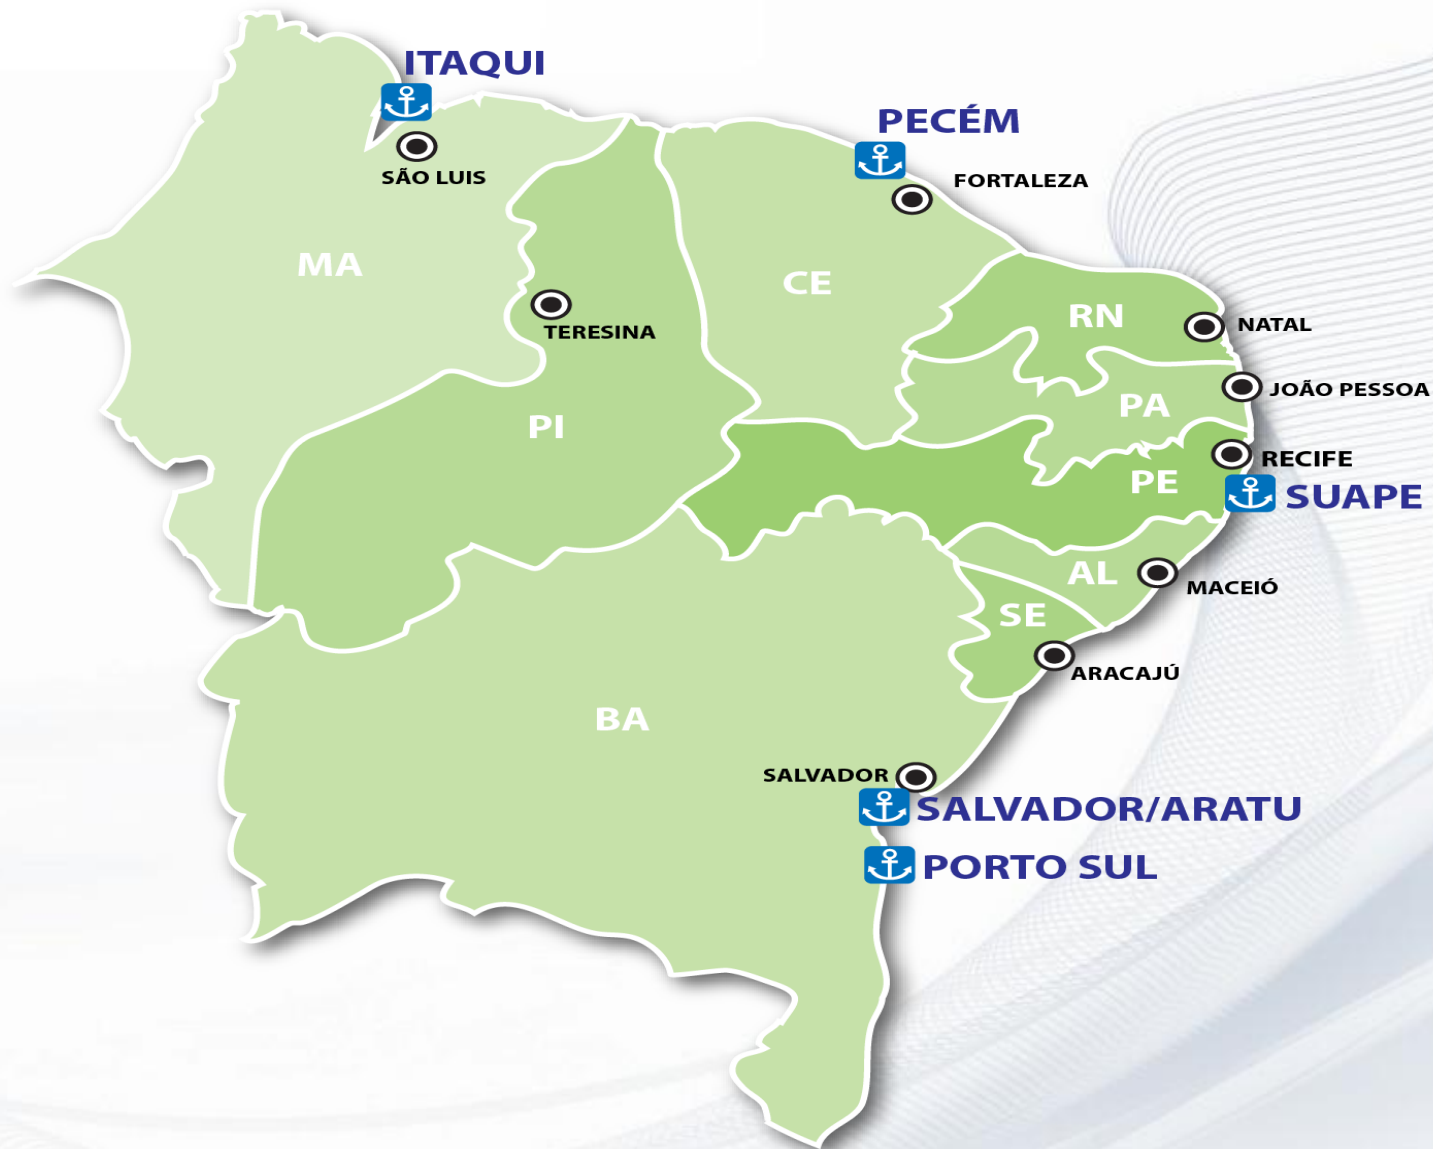 ITAQUI
SÃO LUIS
PECÉM
FORTALEZA
MA
CE
TERESINA
RN
NATAL
PI
PA
JOÃO PESSOA
PE
RECIFE
SUAPE
AL
MACEIÓ
SE
ARACAJÚ
BA
SALVADOR
SALVADOR/ARATU
PORTO SUL